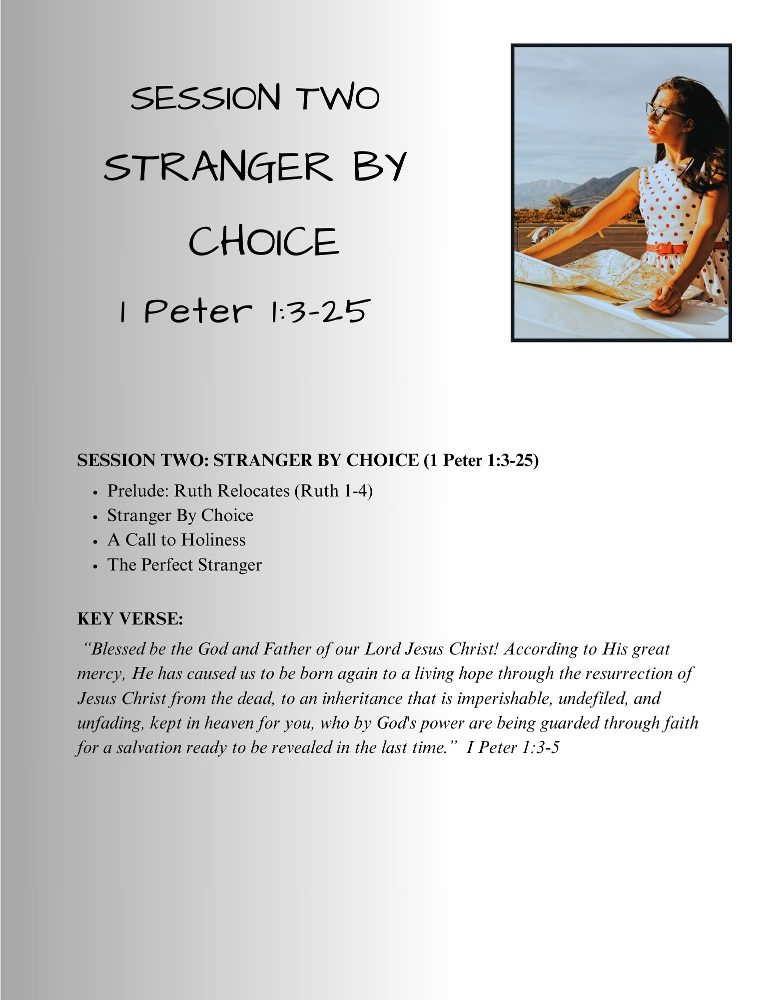 SESSION TWO
STRANGER BY
CHOICE
1 Peter 1:3-25
SESSION TWO: STRANGER BY CHOICE (1 Peter 1:3-25)
• Prelude: Ruth Relocates (Ruth 1-4)
• Stranger By Choice
• A Call to Holiness
• The Perfect Stranger
KEY VERSE:
“Blessed be the God and Father of our Lord Jesus Christ! According to His great
mercy, He has caused us to be born again to a living hope through the resurrection of
Jesus Christ from the dead, to an inheritance that is imperishable, undefiled, and
unfading, kept in heaven for you, who by God's power are being guarded through faith
for a salvation ready to be revealed in the last time.” I Peter 1:3-5